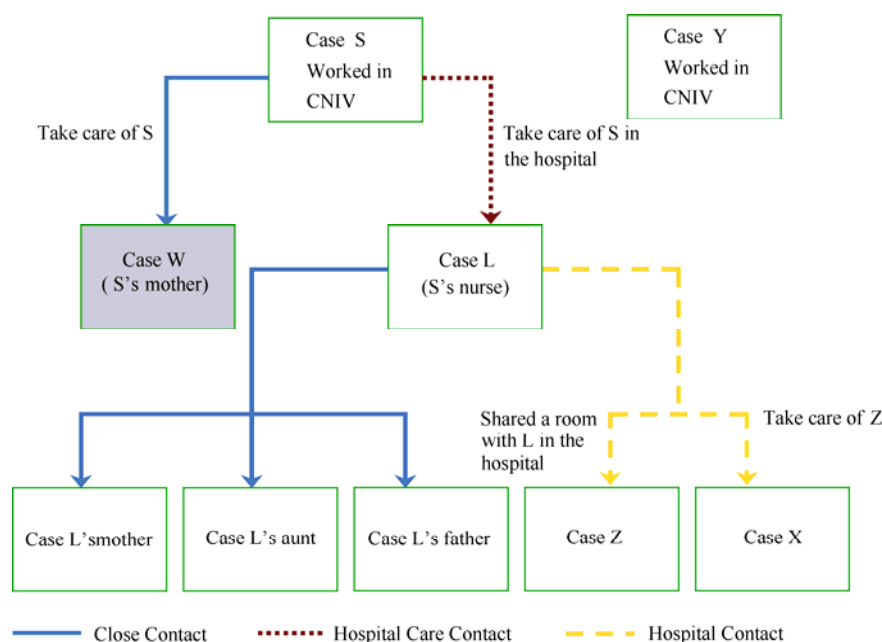 Case S
Worked in
CNIV
Case Y
Worked in
CNIV
Take care of S
Take care of S in
the hospital
Case W
( S's mother)
Case L
(S's nurse)
Shared a room
with L in the
hospital
Take care of Z
Case L'smother
Case L's aunt
Case L's father
Case Z
Case X
Close Contact
Hospital Care Contact
Hospital Contact